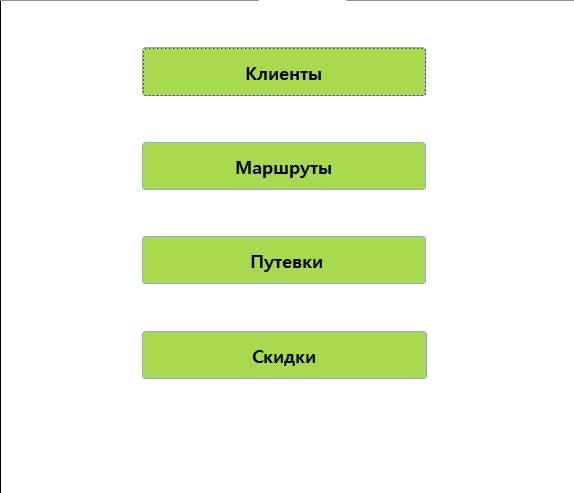 Клиенты
Маршруты
Путевки
Скидки